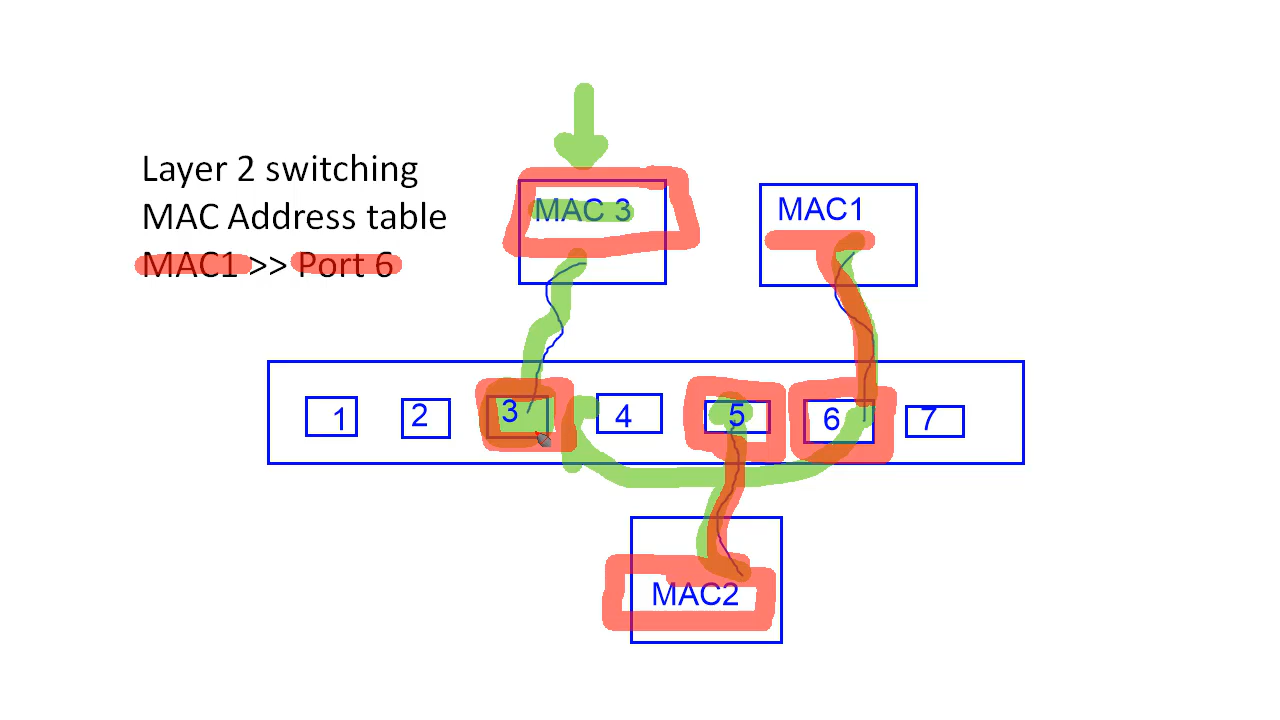 Layer 2 switching
MAC Address table
MAC1 >> Port 6
MAC 3
MAC1
1
2
3
4
5
6
7
MAC2